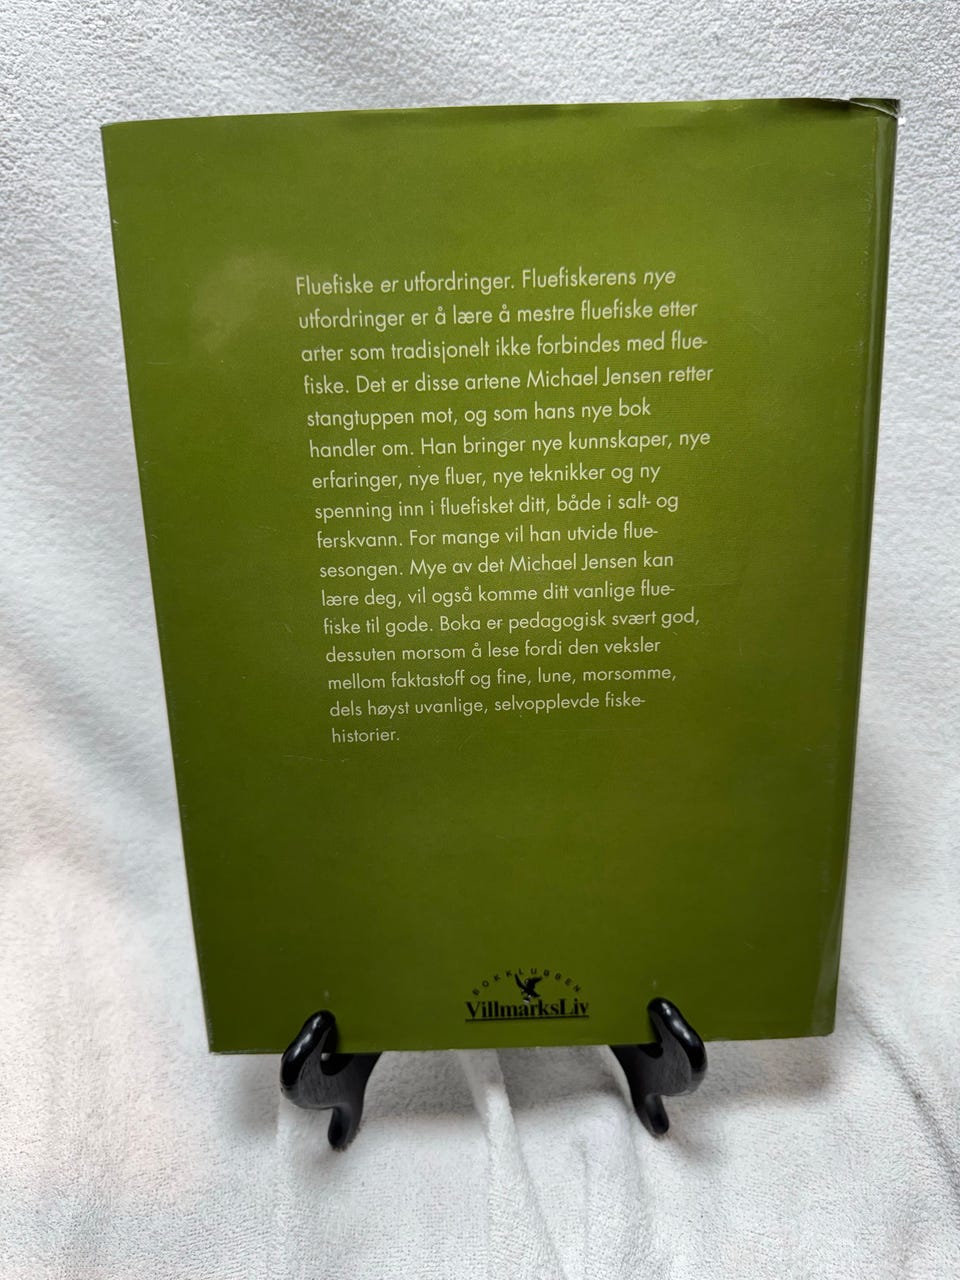 Fluefiske er utfordringer. Fluefiskerens nye
utfordringer er å lære å mestre fluefiske etter
arter som tradisjonelt ikke forbindes med flue-
fiske. Det er disse artene Michael Jensen retter
stangtuppen mot, og som hans nye bok
handler om. Han bringer nye kunnskaper, nye
erfaringer, nye fluer, nye teknikker og ny
spenning inn i fluefisket ditt, både i salt- og
ferskvann. For mange vil han utvide flue-
sesongen. Mye av det Michael Jensen kan
lære deg, vil også komme ditt vanlige flue-
fiske til gode. Boka er pedagogisk svært god,
dessuten morsom å lese fordi den veksler
mellom faktastoff og fine, lune, morsomme,
dels høyst uvanlige, selvopplevde fiske-
historier.
BOKKLUBBEN
VillmarksLiv